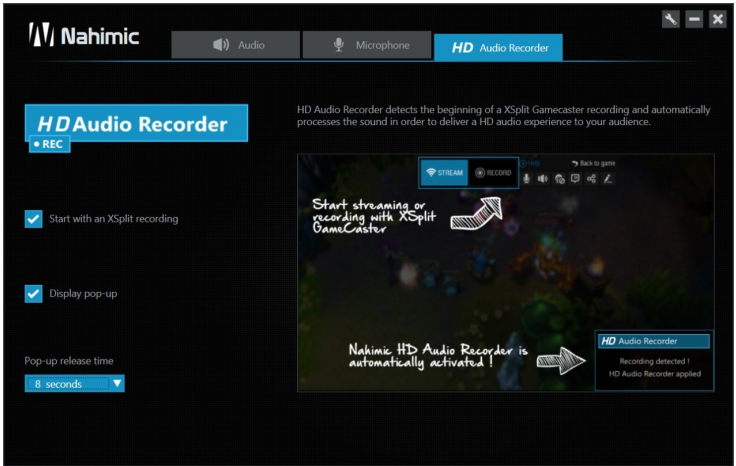 Nahimic
Audio
Microphone
HD Audio Recorder
HD Audio Recorder
REC
HD Audio Recorder detects the beginning of a XSplit Gamecaster recording and automatically
processes the sound in order to deliver a HD audio experience to your audience.
Start with an XSplit recording
Display pop-up
Pop-up release time
8 seconds
STREAM
RECORD
Help
Back to game
Start streaming or
recording with XSplit
GameCaster
Nahimic HD Audio Recorder is
automatically activated !
HD Audio Recorder
Recording detected !
HD Audio Recorder applied